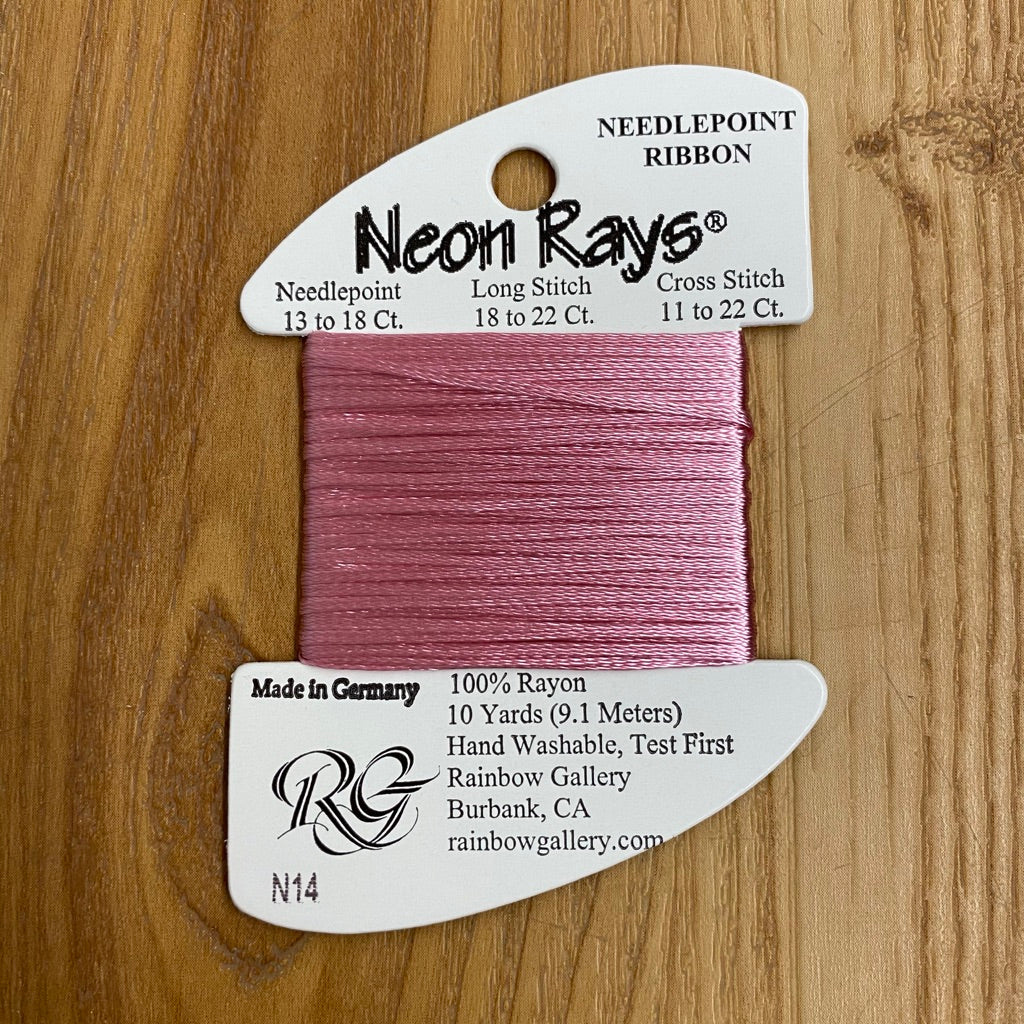 NEEDLEPOINT
RIBBON
Neon Rays®
Needlepoint
13 to 18 Ct.
Long Stitch
18 to 22 Ct.
Cross Stitch
11 to 22 Ct.
Made in Germany
100% Rayon
10 Yards (9.1 Meters)
Hand Washable, Test First
Rainbow Gallery
Burbank, CA
rainbowgallery.com
RG
N14